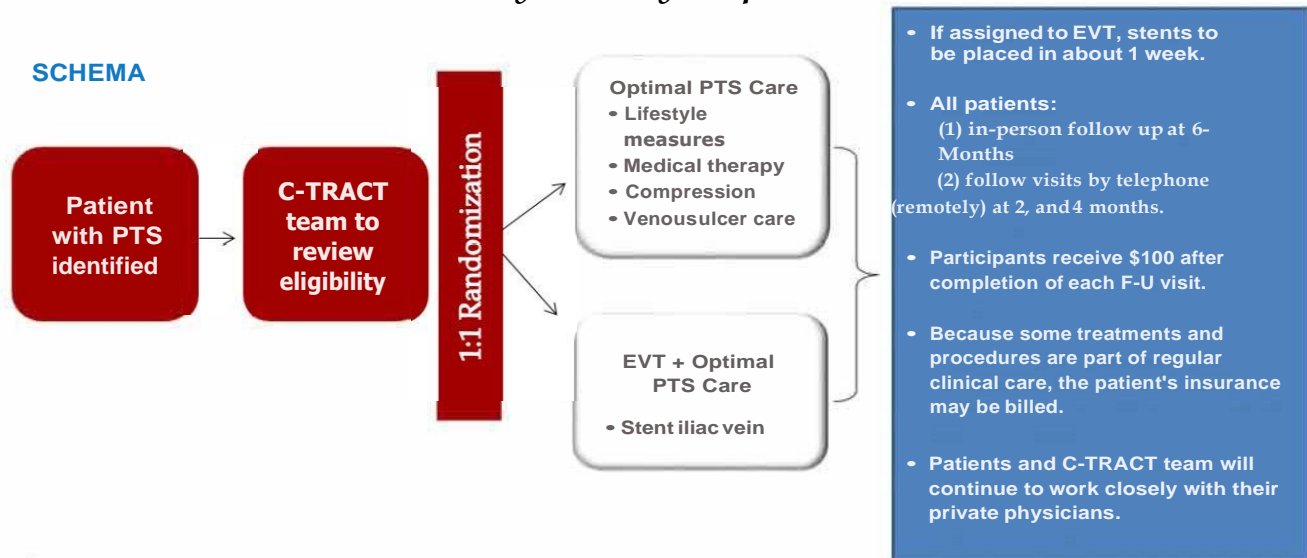 SCHEMA
Patient
with PTS
identified
C-TRACT
team to
review
eligibility
1:1 Randomization
Optimal PTS Care
• Lifestyle
measures
• Medical therapy
• Compression
• Venousulcer care
EVT + Optimal
PTS Care
• Stent iliac vein
• If assigned to EVT, stents to
be placed in about 1 week.
• All patients:
(1) in-person follow up at 6-
Months
(2) follow visits by telephone
(remotely) at 2, and 4 months.
• Participants receive $100 after
completion of each F-U visit.
• Because some treatments and
procedures are part of regular
clinical care, the patient's insurance
may be billed.
• Patients and C-TRACT team will
continue to work closely with their
private physicians.